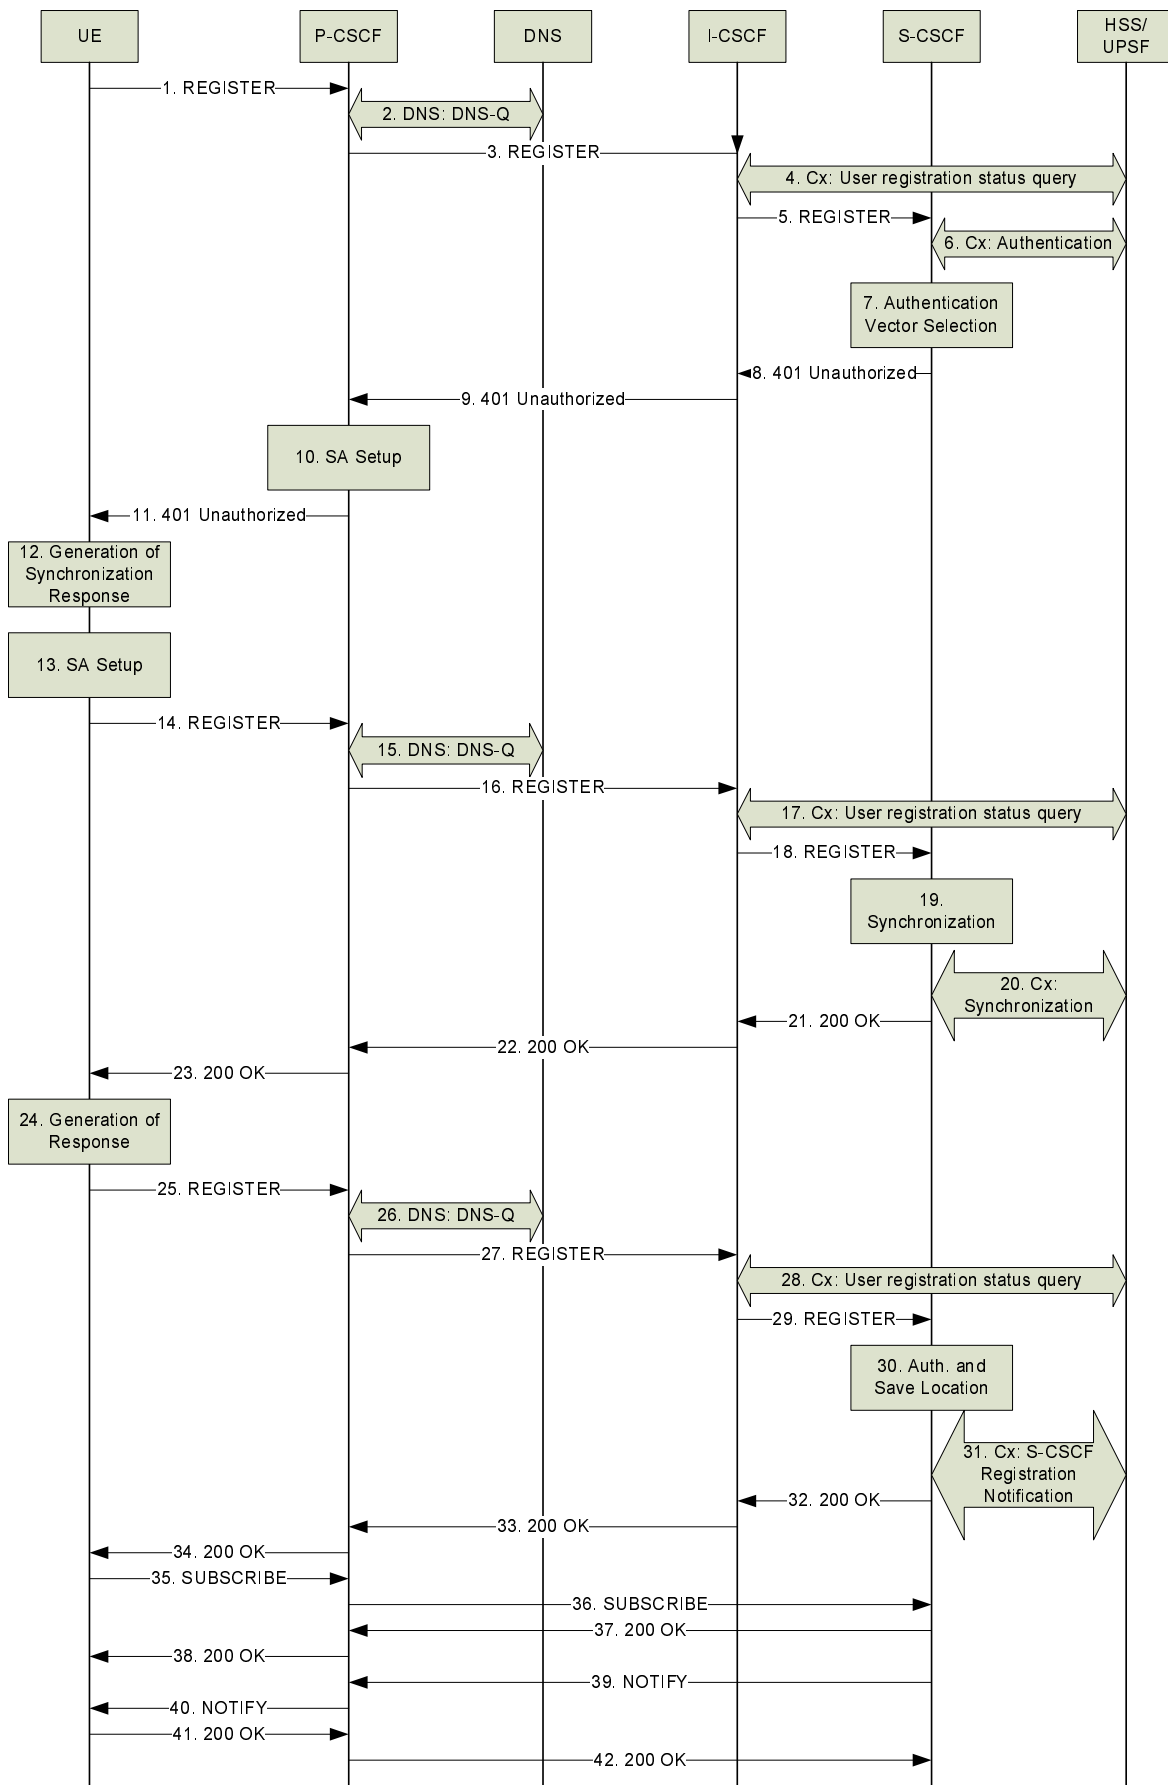 UE
P-CSCF
DNS
I-CSCF
S-CSCF
HSS/
UPSF
1. REGISTER
2. DNS: DNS-Q
3. REGISTER
4. Cx: User registration status query
5. REGISTER
6. Cx: Authentication
7. Authentication
Vector Selection
8. 401 Unauthorized
9. 401 Unauthorized
10. SA Setup
11. 401 Unauthorized
12. Generation of
Synchronization
Response
13. SA Setup
14. REGISTER
15. DNS: DNS-Q
16. REGISTER
17. Cx: User registration status query
18. REGISTER
19.
Synchronization
20. Cx:
Synchronization
21. 200 OK
22. 200 OK
23. 200 OK
24. Generation of
Response
25. REGISTER
26. DNS: DNS-Q
27. REGISTER
28. Cx: User registration status query
29. REGISTER
30. Auth. and
Save Location
31. Cx: S-CSCF
Registration
Notification
32. 200 OK
33. 200 OK
34. 200 OK
35. SUBSCRIBE
36. SUBSCRIBE
37. 200 OK
38. 200 OK
39. NOTIFY
40. NOTIFY
41. 200 OK
42. 200 OK